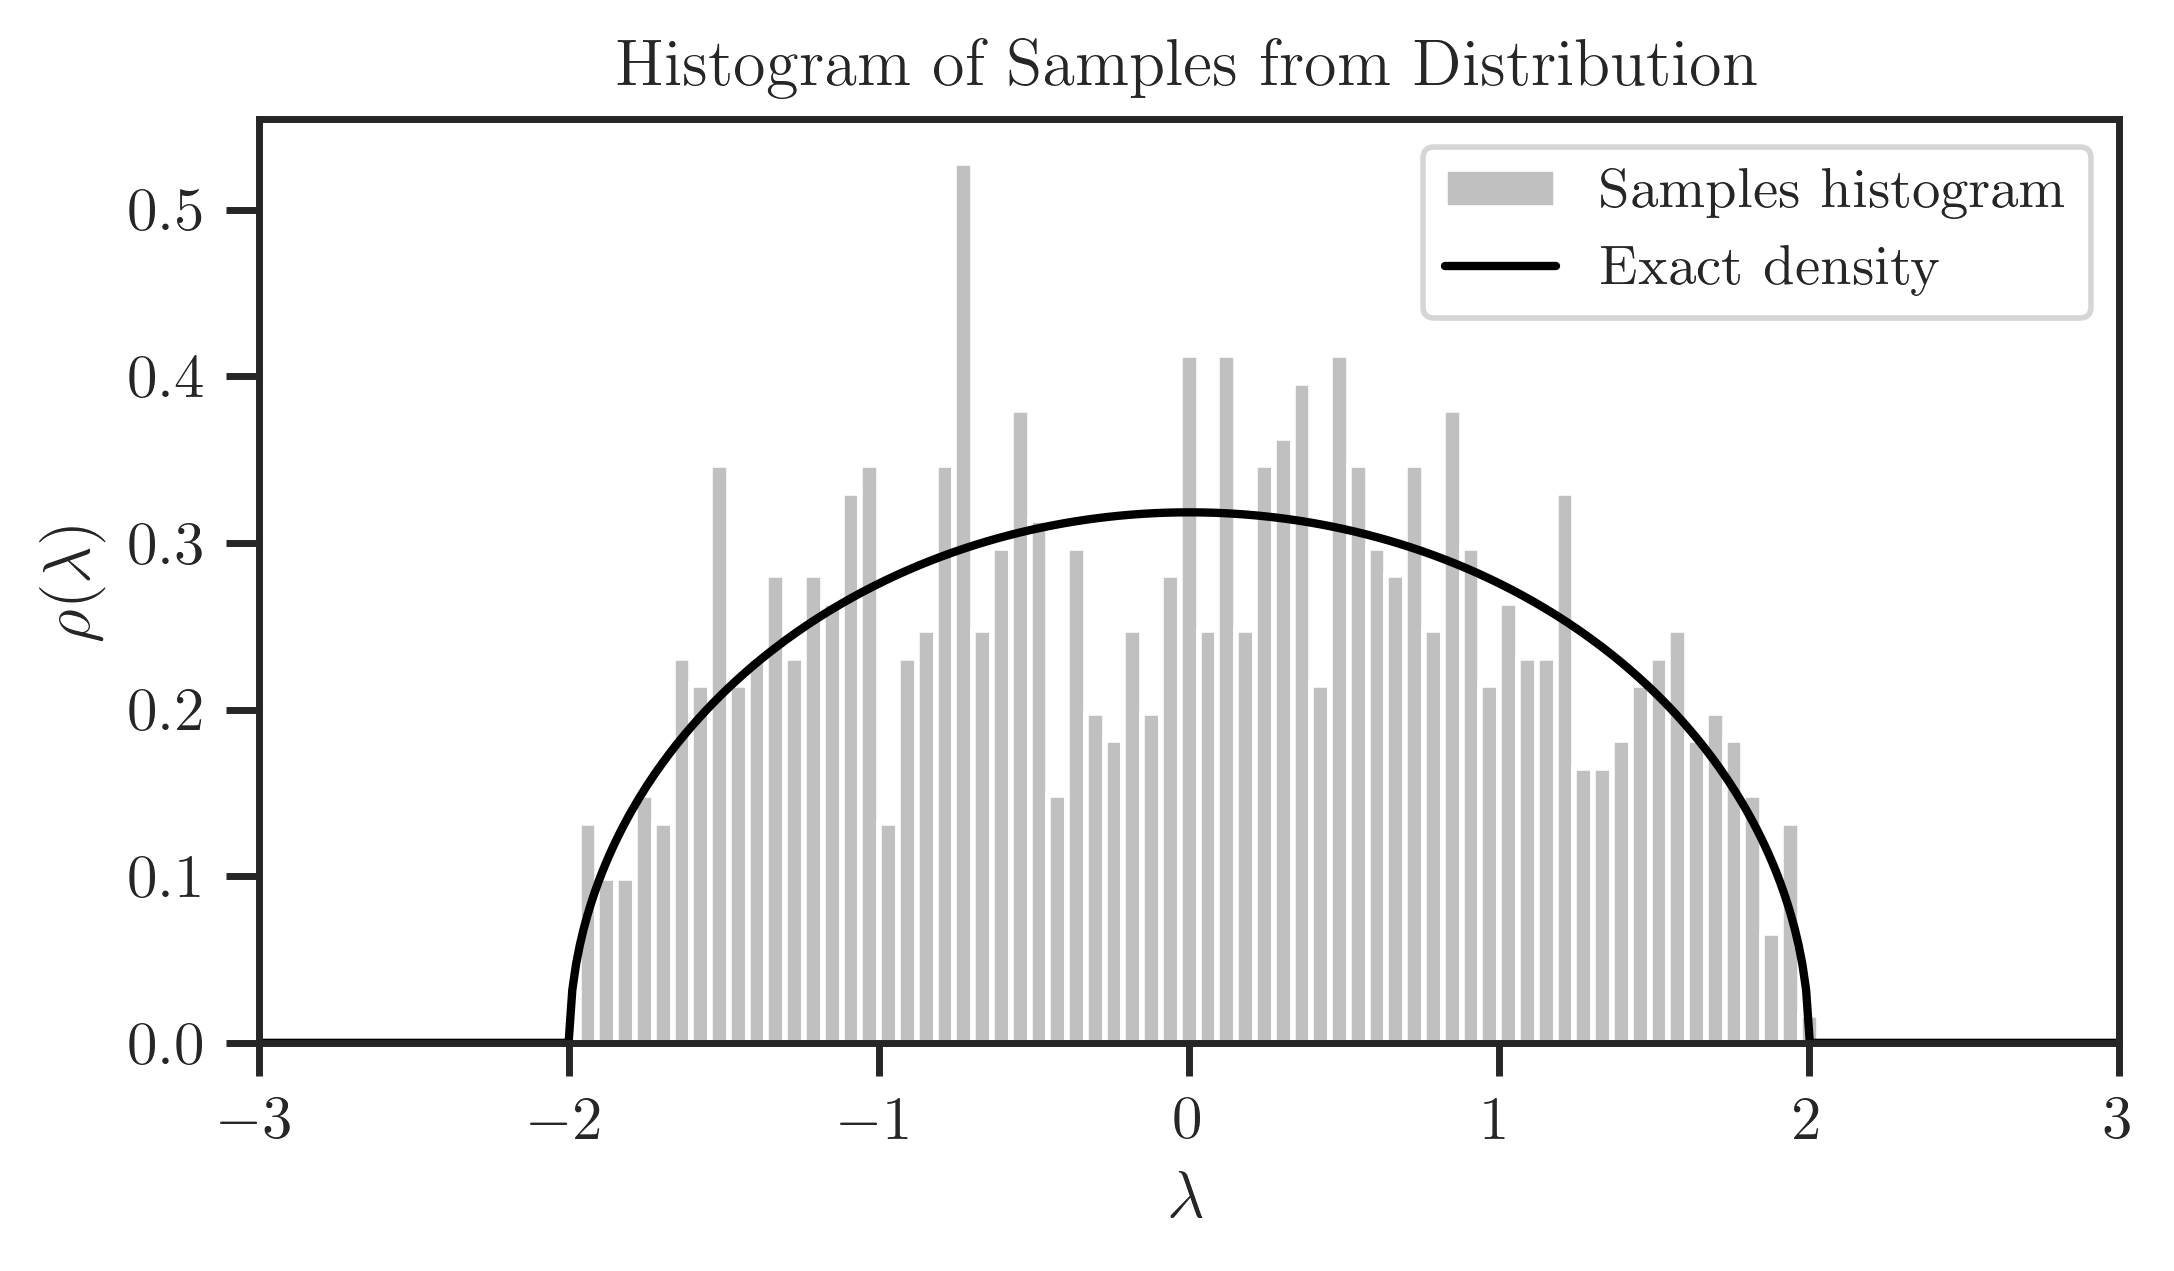 Histogram of Samples from Distribution
Samples histogram
Exact density
ρ(λ)
0.5
0.4
0.3
0.2
0.1
0.0
−3 −2 −1 0 1 2 3
λ